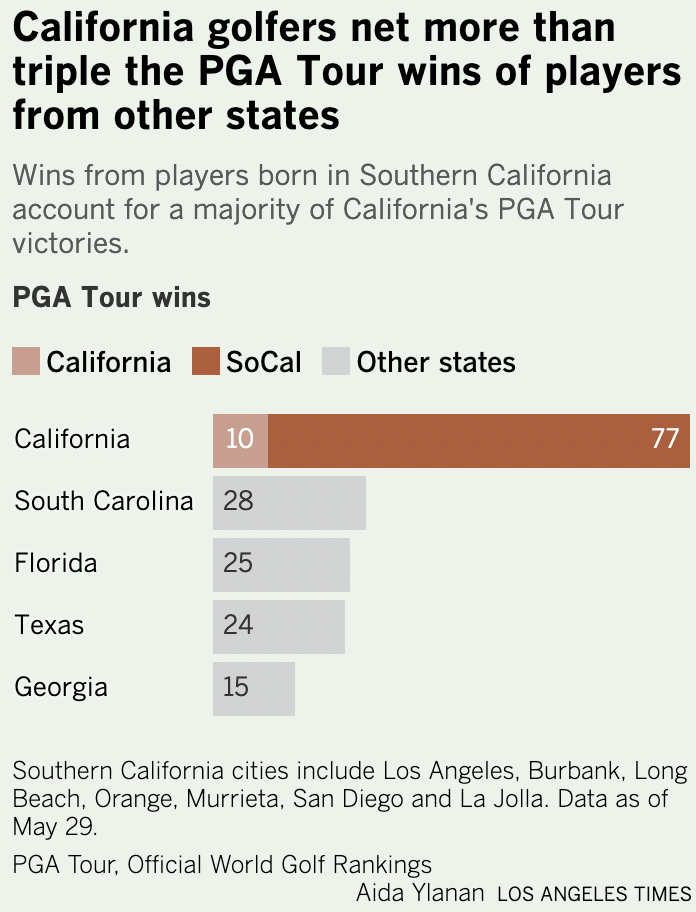 California golfers net more than
triple the PGA Tour wins of players
from other states
Wins from players born in Southern California
account for a majority of California's PGA Tour
victories.
PGA Tour wins
California SoCal Other states
California 10 77
South Carolina 28
Florida 25
Texas 24
Georgia 15
Southern California cities include Los Angeles, Burbank, Long
Beach, Orange, Murrieta, San Diego and La Jolla. Data as of
May 29.
PGA Tour, Official World Golf Rankings
Aida Ylanan LOS ANGELES TIMES